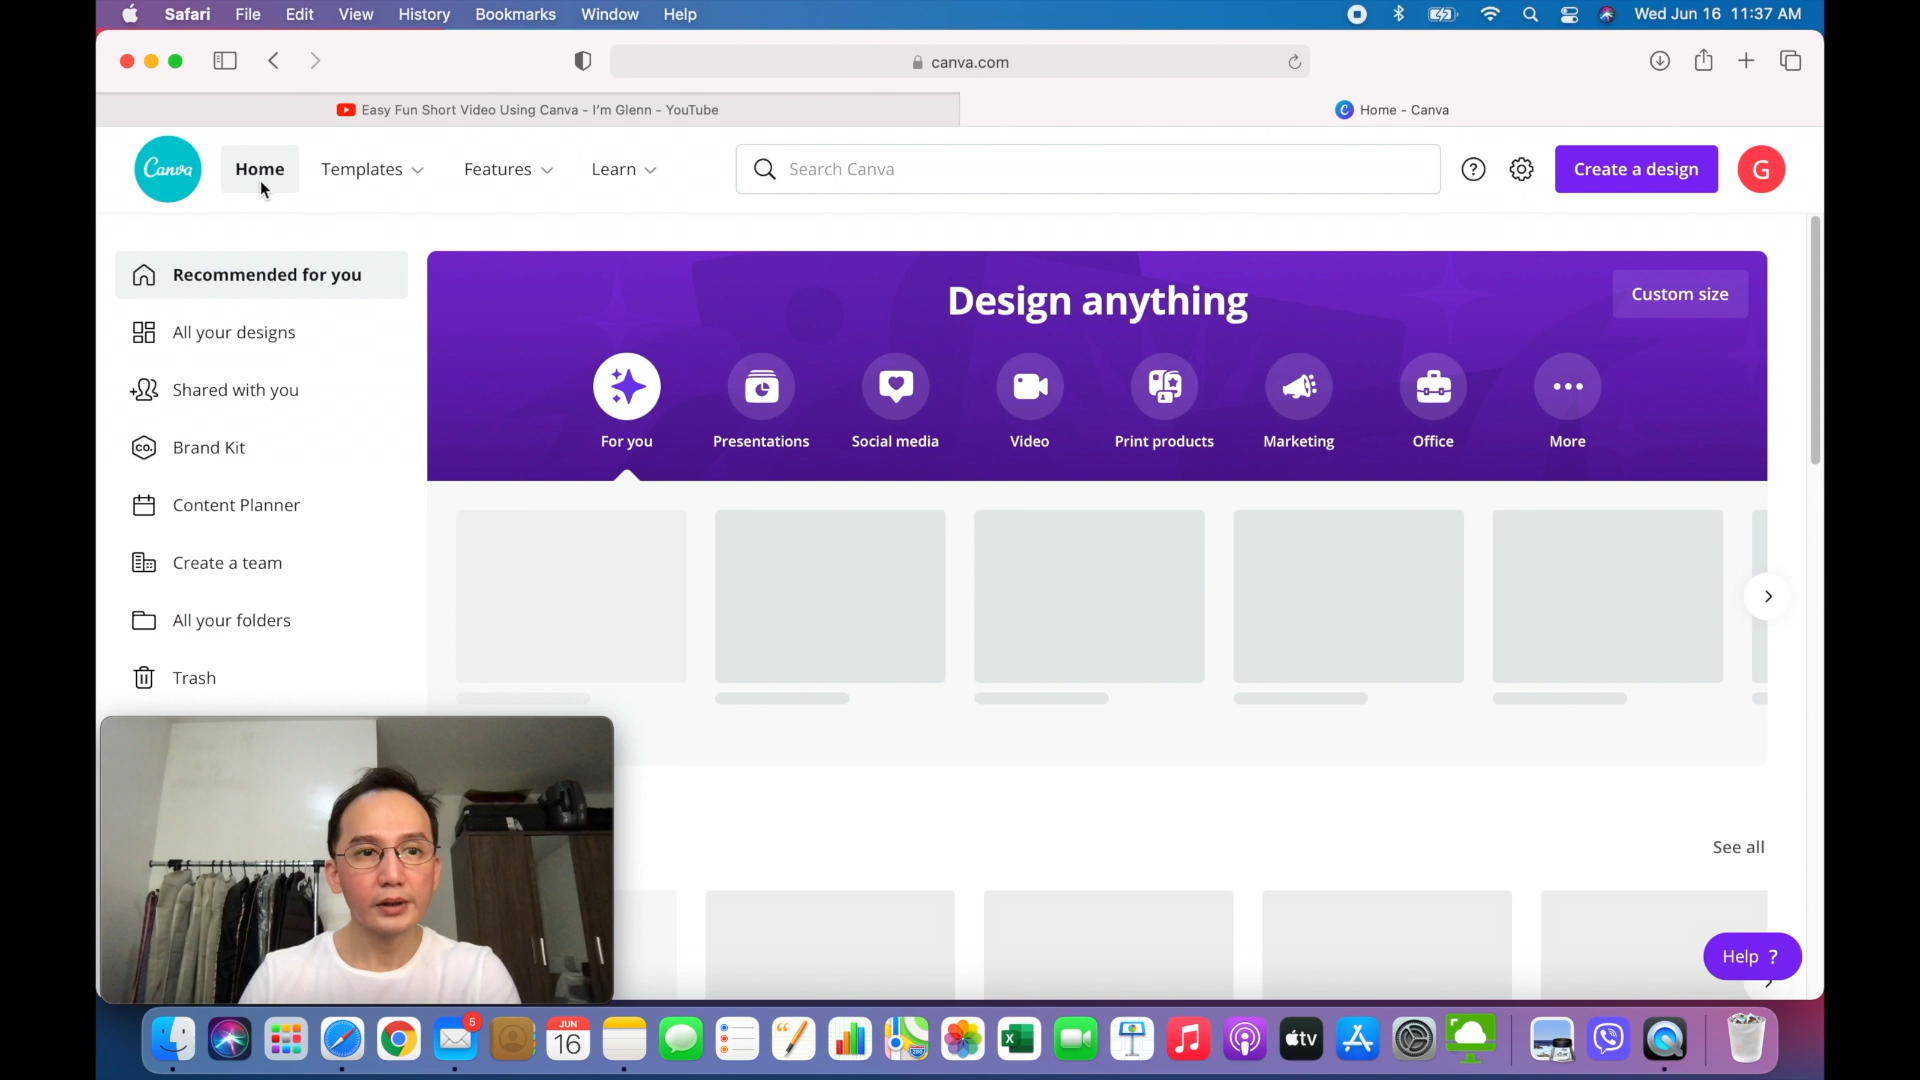 Safari File Edit View History Bookmarks Window Help Wed Jun 16 11:37 AM
canva.com
Easy Fun Short Video Using Canva - I'm Glenn - YouTube
C Home - Canva
Canva Home Templates Features Learn Search Canva ? Create a design G
Recommended for you
All your designs
Shared with you
co. Brand Kit
Content Planner
Create a team
All your folders
Trash
Design anything
Custom size
For you Presentations Social media Video Print products Marketing Office More
See all
Help ?
5
JUN
16
280
X
tv